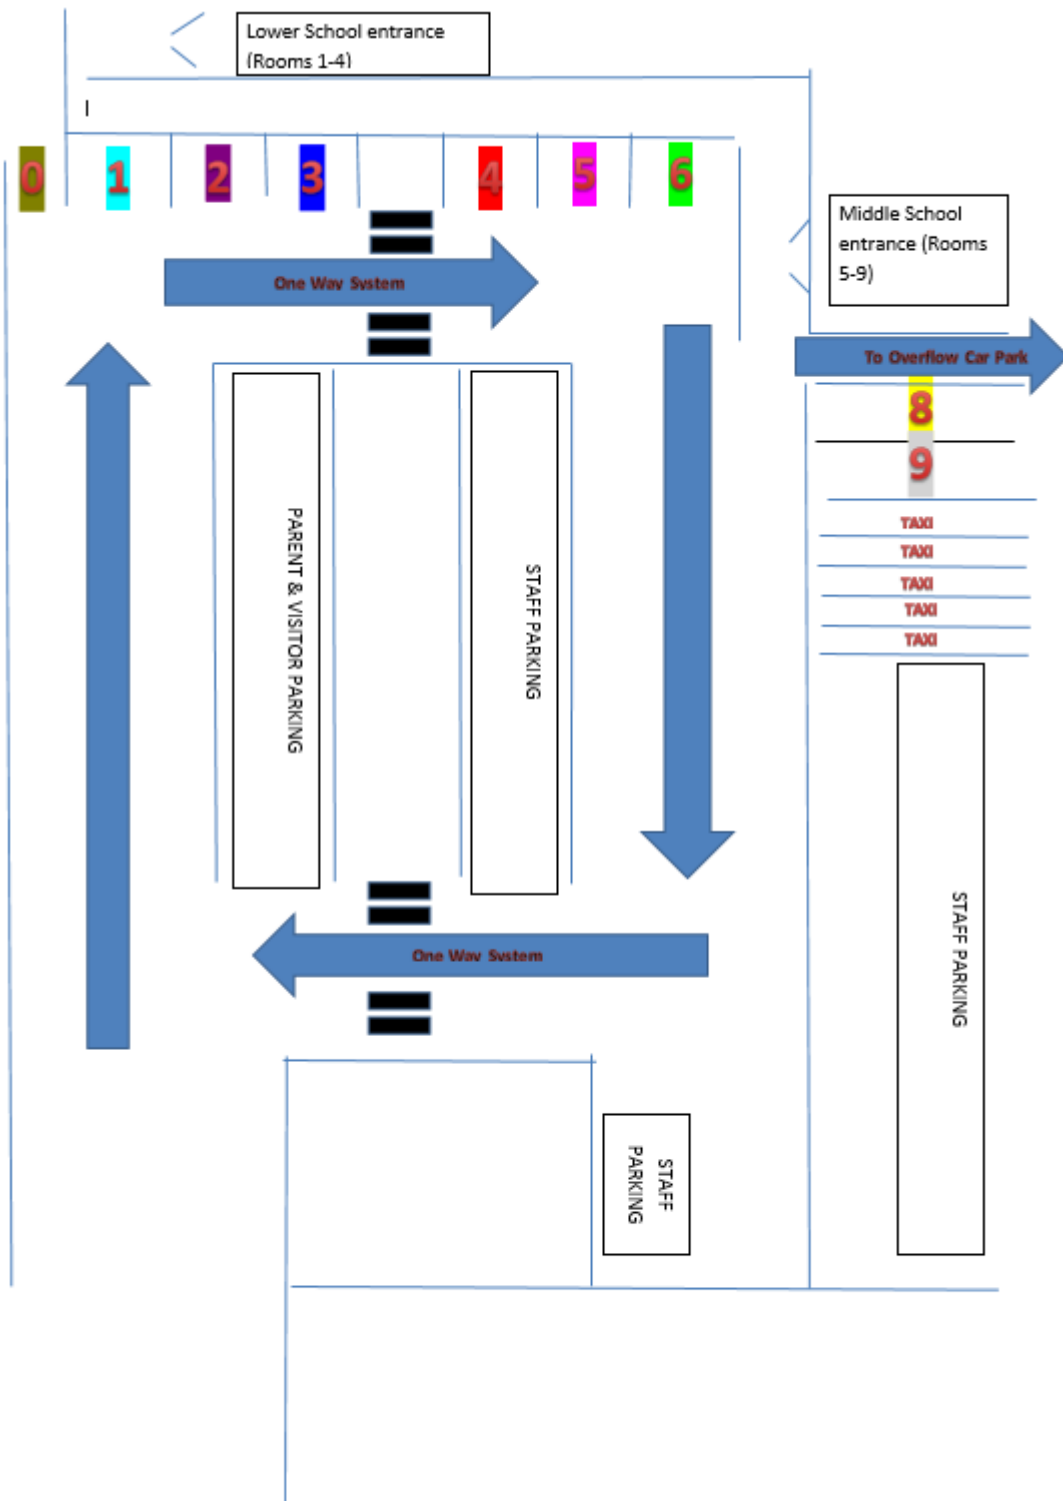 Lower School entrance
(Rooms 1-4)
I
0 1 2 3 4 5 6
Middle School
entrance (Rooms
5-9)
One Way System
To Overflow Car Park
8
9
TAXI
TAXI
TAXI
TAXI
TAXI
PARENT & VISITOR PARKING
STAFF PARKING
STAFF PARKING
One Way System
STAFF
PARKING